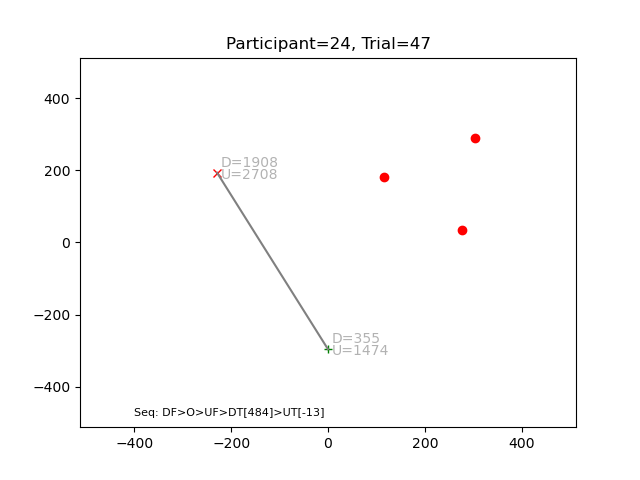 Participant=24, Trial=47
400
200
0
−200
−400
D=1908
U=2708
D=355
U=1474
Seq: DF>O>UF>DT[484]>UT[-13]
−400
−200
0
200
400